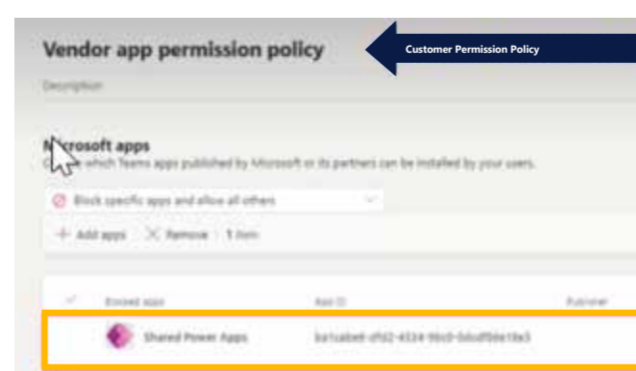 Vendor app permission policy
Customer Permission Policy
Description
Microsoft apps
which Teams apps published by Microsoft or its partners can be installed by your users.
Block specific apps and allow all others
+ Add apps × Remove 1 item
Blocked apps App ID Publisher
Shared Power Apps